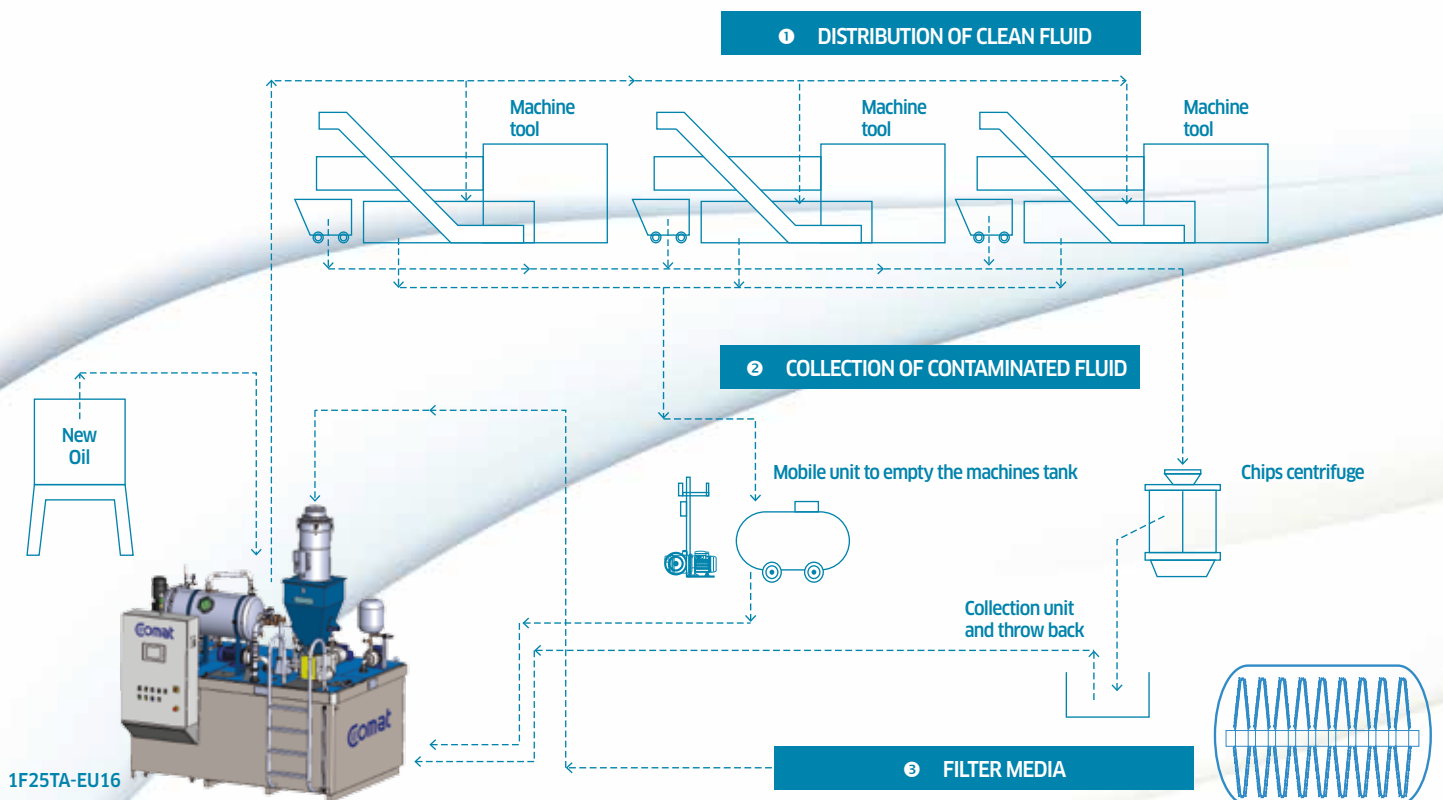 ❶ DISTRIBUTION OF CLEAN FLUID
Machine
tool
Machine
tool
Machine
tool
❷ COLLECTION OF CONTAMINATED FLUID
New
Oil
Mobile unit to empty the machines tank
Chips centrifuge
Collection unit
and throw back
Comat
Comat
❸ FILTER MEDIA
1F25TA-EU16